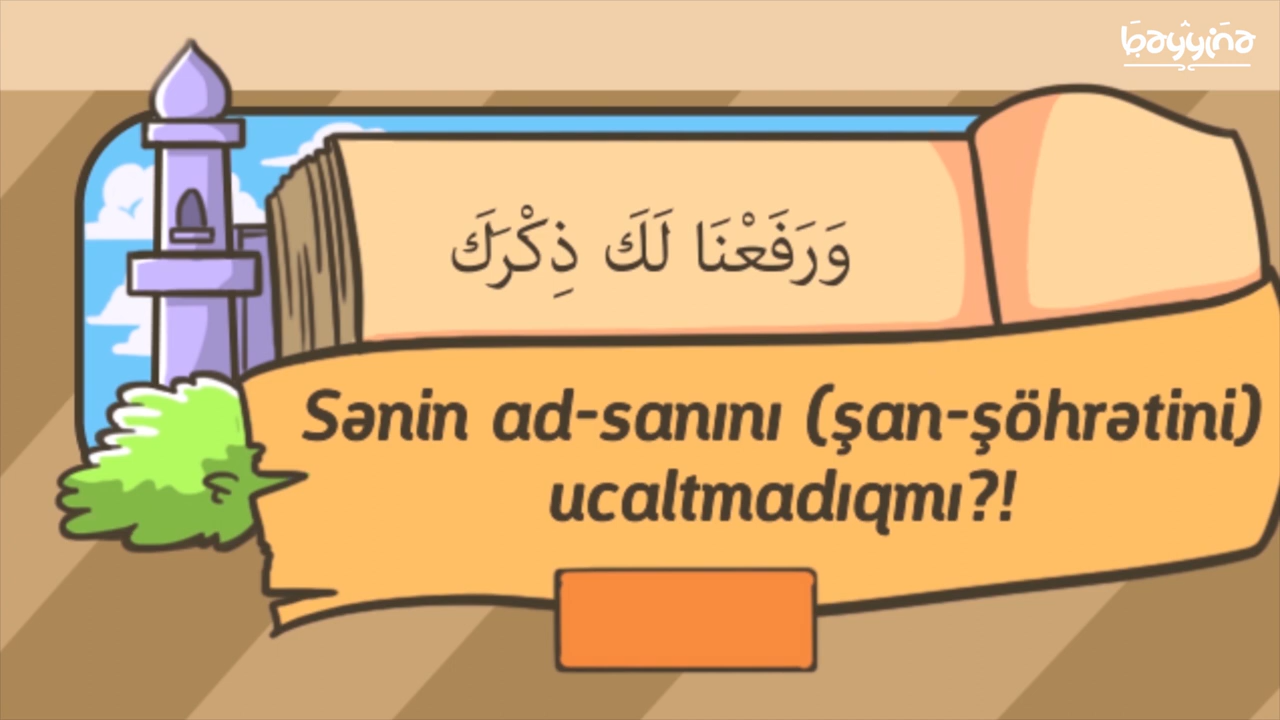 bayyina
وَرَفَعْنَا لَكَ ذِكْرَكَ
Sənin ad-sanını (şan-şöhrətini)
ucaltmadıqmı?!